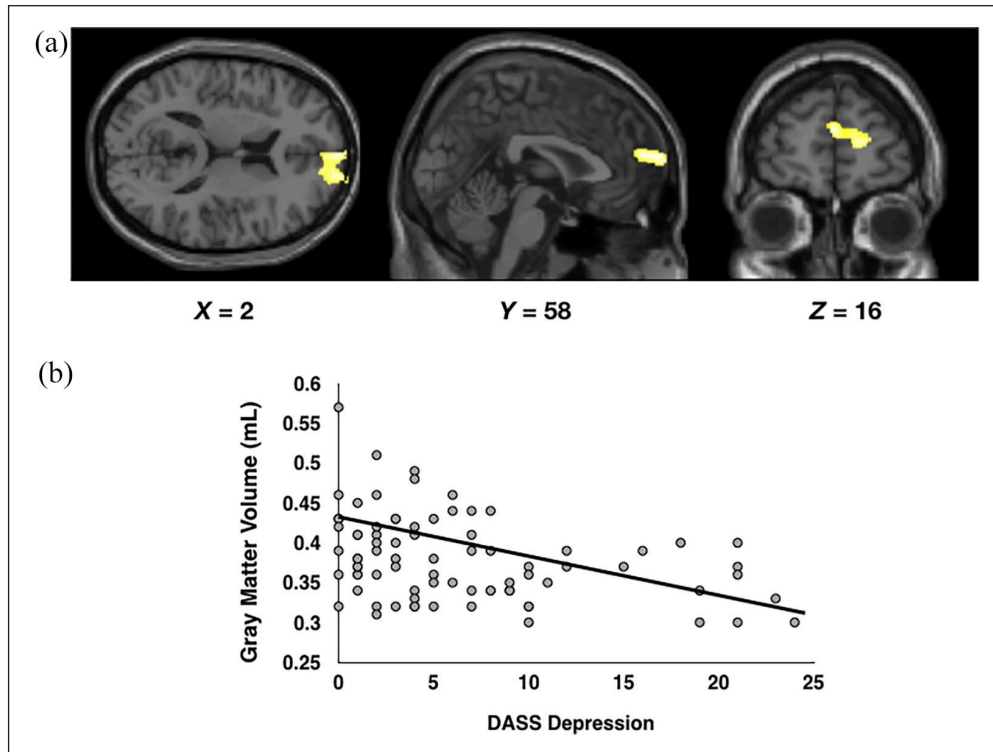 (a)
X = 2 Y = 58 Z = 16
(b)
Gray Matter Volume (mL)
0.6
0.55
0.5
0.45
0.4
0.35
0.3
0.25
0 5 10 15 20 25
DASS Depression